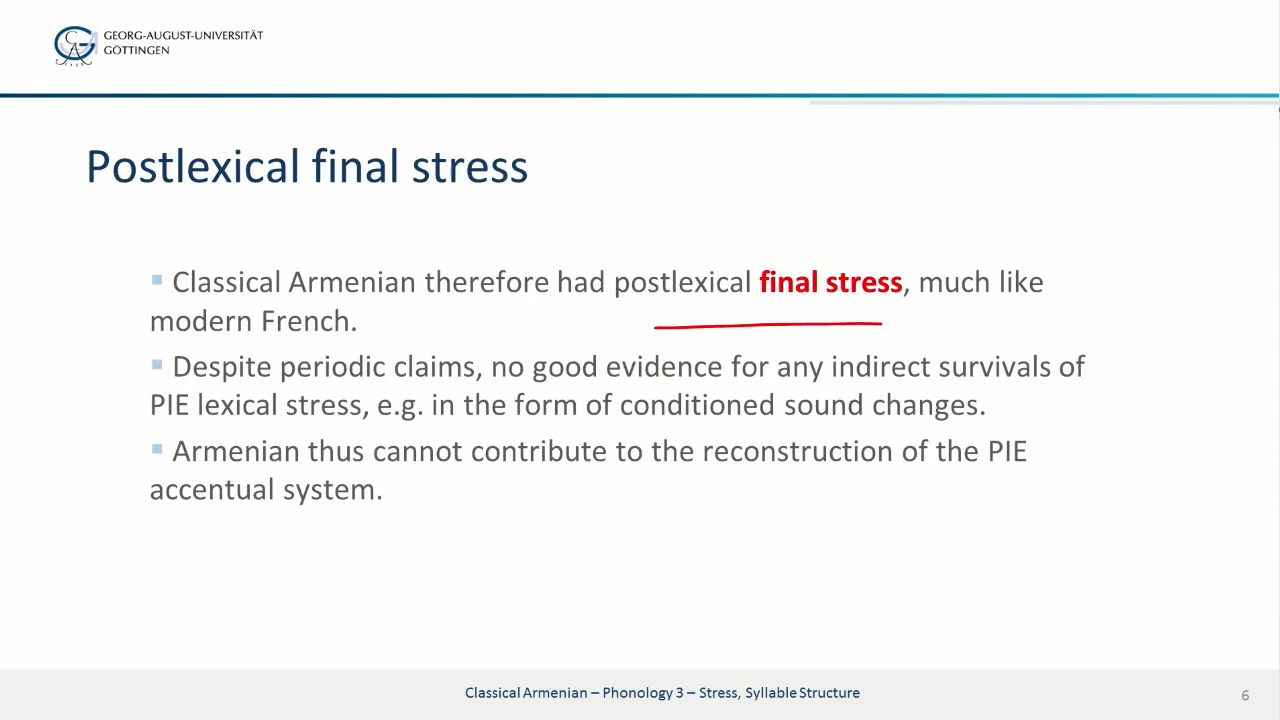 GEORG-AUGUST-UNIVERSITÄT
GÖTTINGEN
Postlexical final stress
Classical Armenian therefore had postlexical final stress, much like
modern French.
Despite periodic claims, no good evidence for any indirect survivals of
PIE lexical stress, e.g. in the form of conditioned sound changes.
Armenian thus cannot contribute to the reconstruction of the PIE
accentual system.
Classical Armenian – Phonology 3 – Stress, Syllable Structure
6